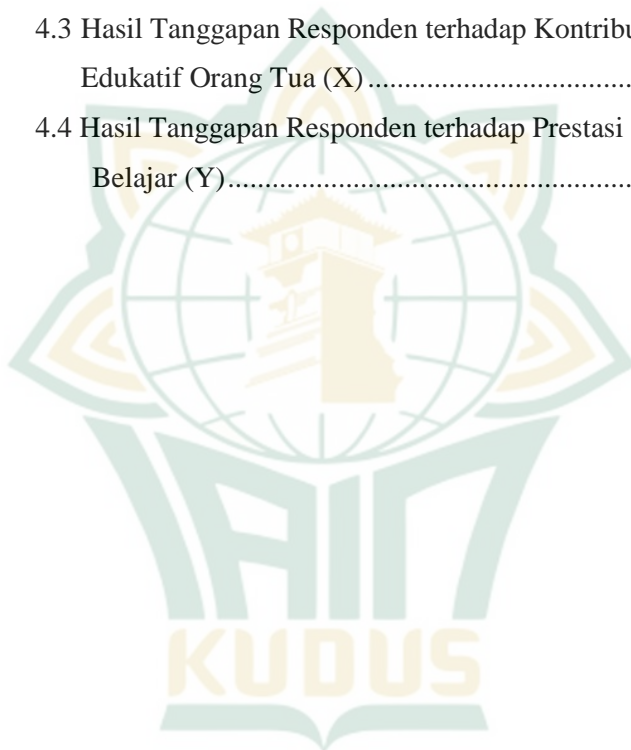 4.3 Hasil Tanggapan Responden terhadap Kontribu
Edukatif Orang Tua (X)................................
4.4 Hasil Tanggapan Responden terhadap Prestasi
Belajar (Y)................................................
IAIN
KUDUS